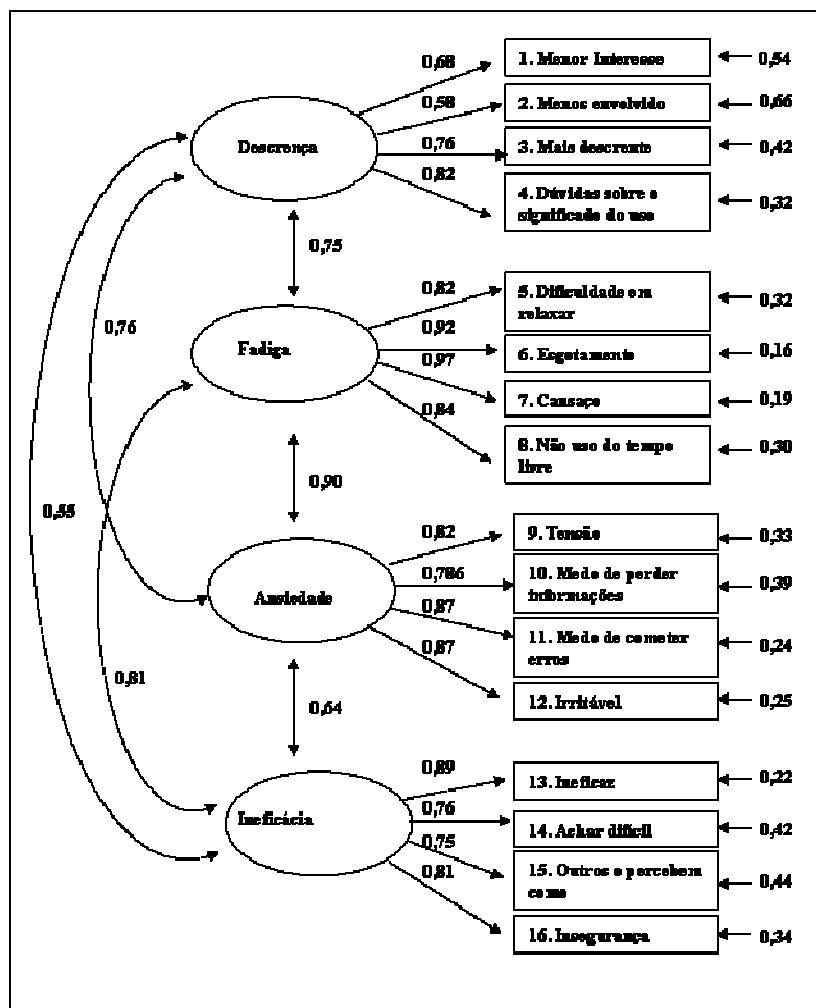 0,68
1. Menor Interesse
0,54
0,58
2. Menos envolvido
0,66
Descrença
0,76
3. Mais descrente
0,42
0,82
4. Dúvidas sobre o
significado do uso
0,32
0,75
0,82
5. Dificuldade em
relaxar
0,32
0,76
Fadiga
0,92
6. Esgotamento
0,16
0,97
7. Cansaço
0,19
0,84
8. Não uso do tempo
livre
0,30
0,90
0,55
0,82
9. Tensão
0,33
0,786
10. Medo de perder
informações
0,39
Ansiedade
0,87
11. Medo de cometer
erros
0,24
0,87
12. Irritável
0,25
0,81
0,64
0,89
13. Ineficaz
0,22
Ineficácia
0,76
14. Achar difícil
0,42
0,75
15. Outros o percebem
como
0,44
0,81
16. Insegurança
0,34